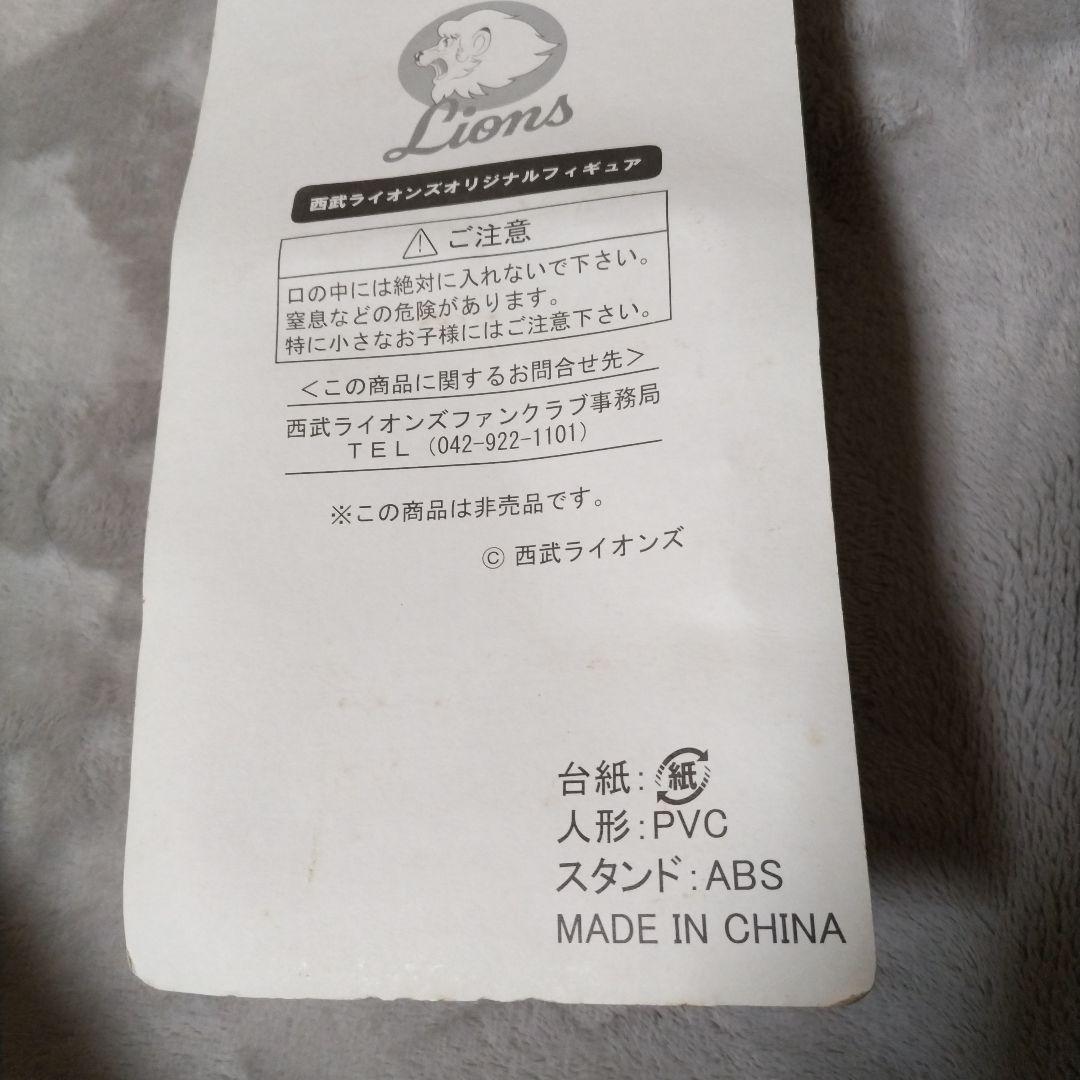 Lions
西武ライオンズオリジナルフィギュア
ご注意
口の中には絶対に入れないで下さい。
窒息などの危険があります。
特に小さなお子様にはご注意下さい。
＜この商品に関するお問合せ先＞
西武ライオンズファンクラブ事務局
ＴＥＬ（042-922-1101）
※この商品は非売品です。
© 西武ライオンズ
台紙：紙
人形：PVC
スタンド：ABS
MADE IN CHINA